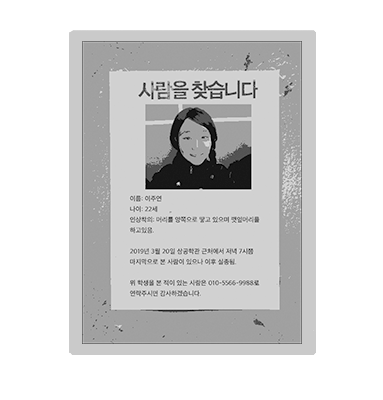 사람을 찾습니다
이름: 이주연
나이: 22세
인상착의: 머리를 양쪽으로 땋고 있으며 깻잎머리를
하고있음.
2019년 3월 20일 상공학관 근처에서 저녁 7시쯤
마지막으로 본 사람이 있으나 이후 실종됨.
위 학생을 본 적이 있는 사람은 010-5566-9988로
연락주시면 감사하겠습니다.